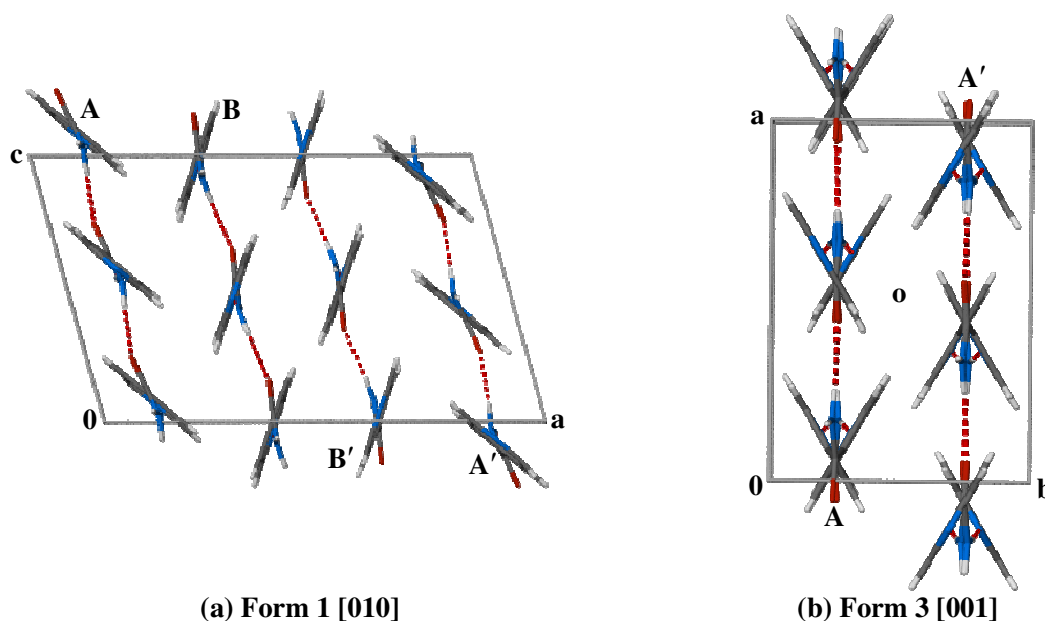 A
B
c
0
a
B′
A′
(a) Form 1 [010]
A′
a
o
0
b
A
(b) Form 3 [001]